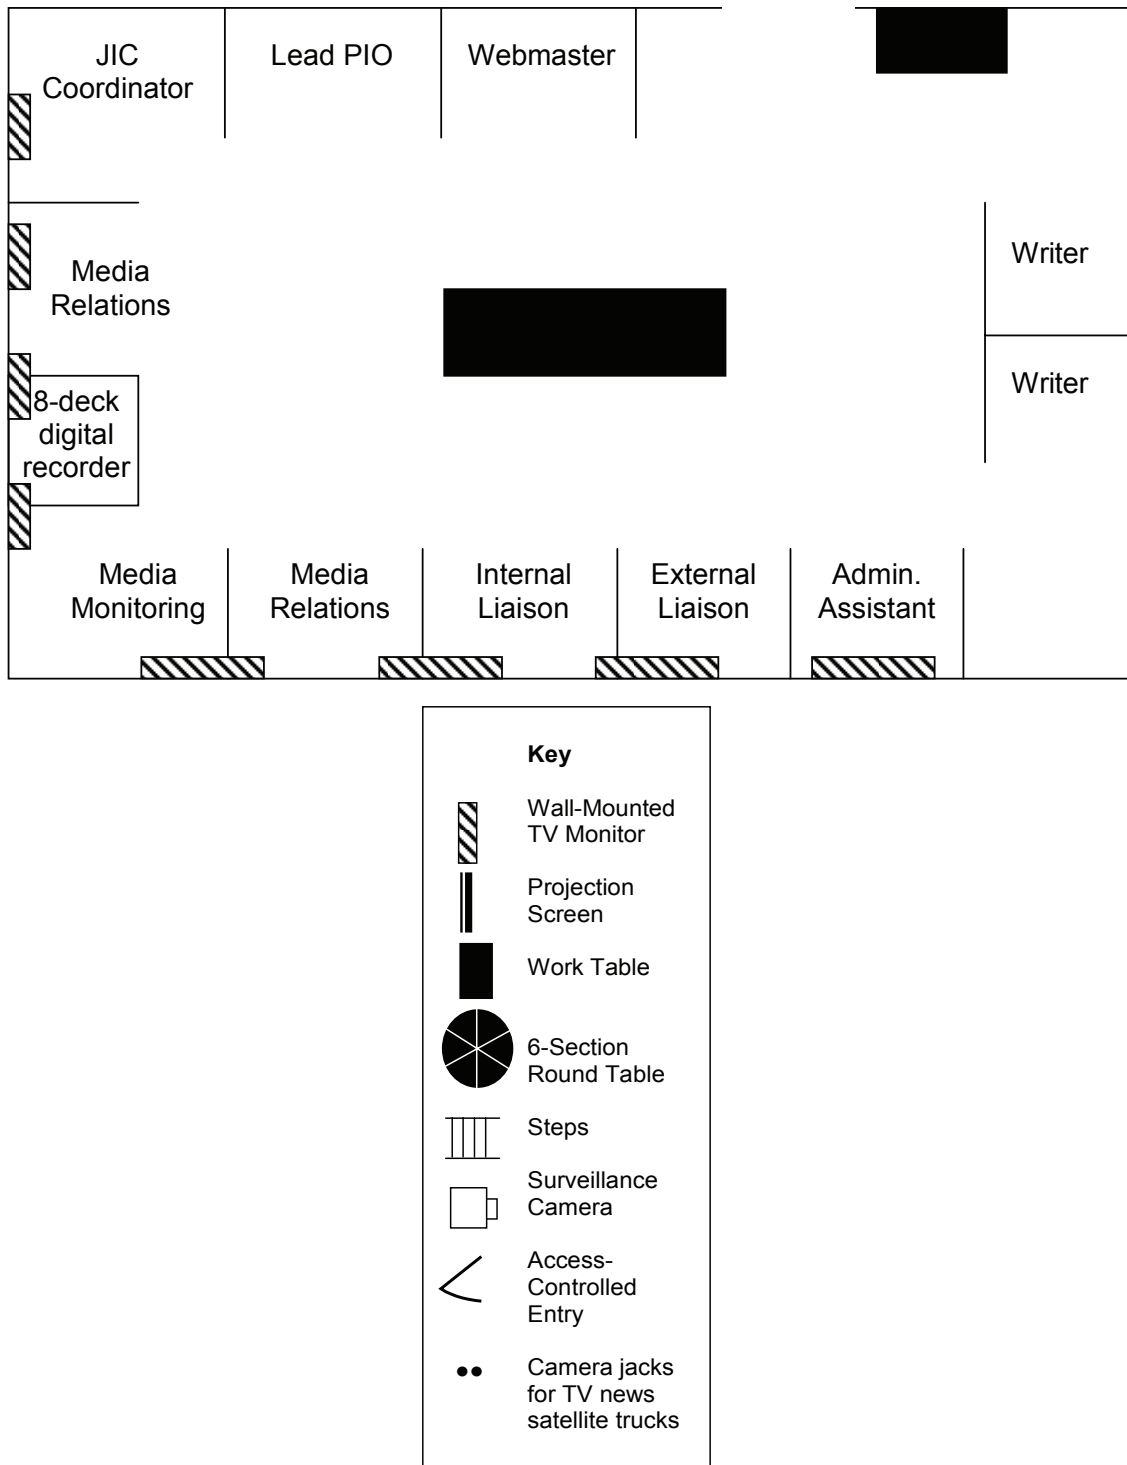 JIC
Coordinator
Lead PIO
Webmaster
Writer
Media
Relations
Writer
8-deck
digital
recorder
Media
Monitoring
Media
Relations
Internal
Liaison
External
Liaison
Admin.
Assistant
Key
Wall-Mounted
TV Monitor
Projection
Screen
Work Table
6-Section
Round Table
Steps
Surveillance
Camera
Access-
Controlled
Entry
Camera jacks
for TV news
satellite trucks